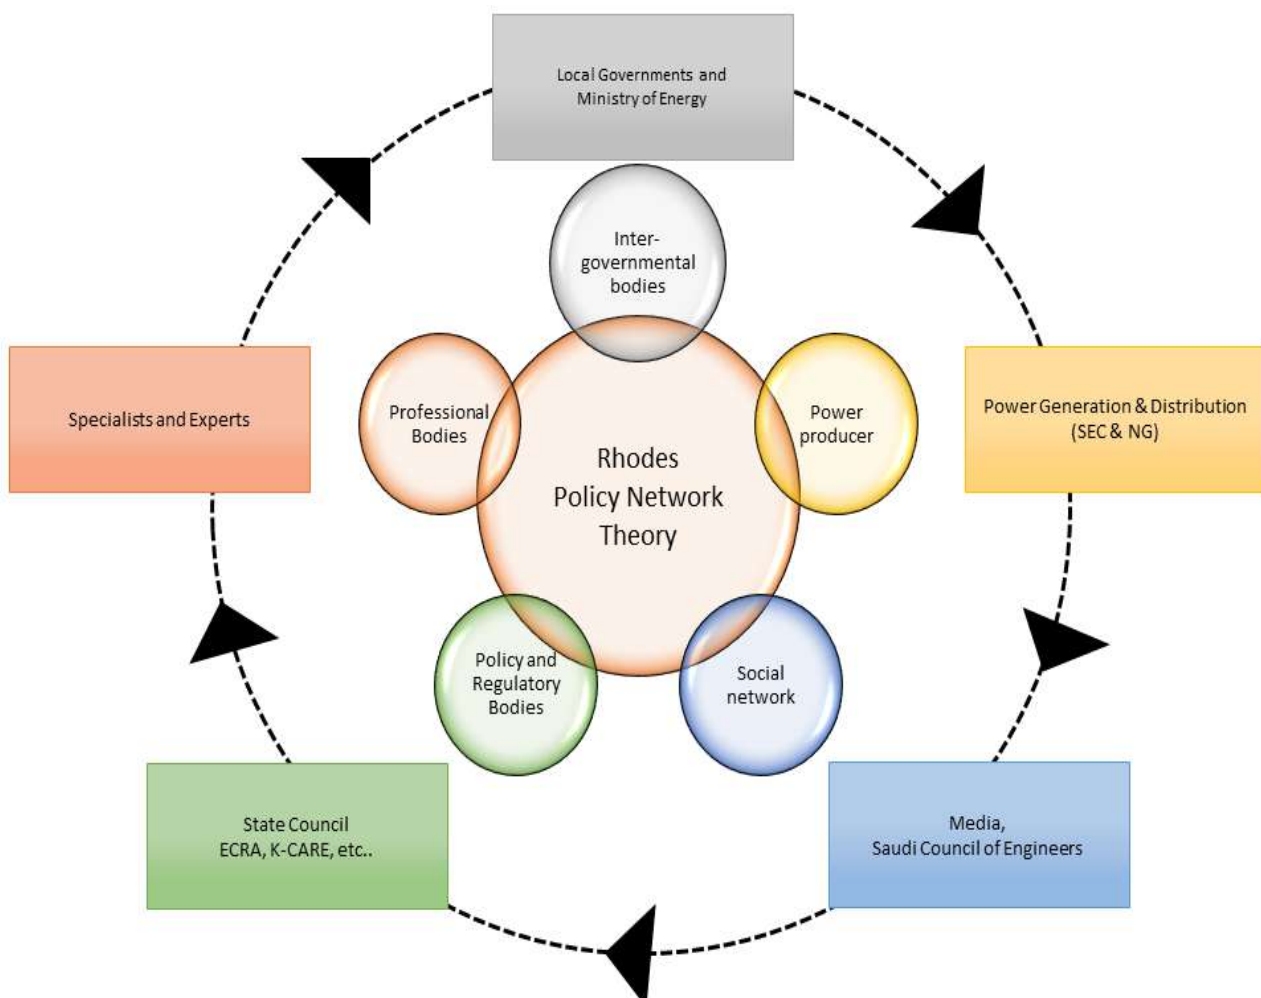 Local Governments and
Ministry of Energy
Inter-
governmental
bodies
Professional
Bodies
Power
producer
Specialists and Experts
Power Generation & Distribution
(SEC & NG)
Rhodes
Policy Network
Theory
Policy and
Regulatory
Bodies
Social
network
State Council
ECRA, K-CARE, etc..
Media,
Saudi Council of Engineers